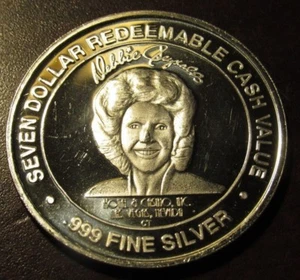 SEVEN DOLLAR REDEEMABLE CASH VALUE
Debbie Reynolds
HOTEL & CASINO, INC.
LAS VEGAS, NEVADA
.999 FINE SILVER